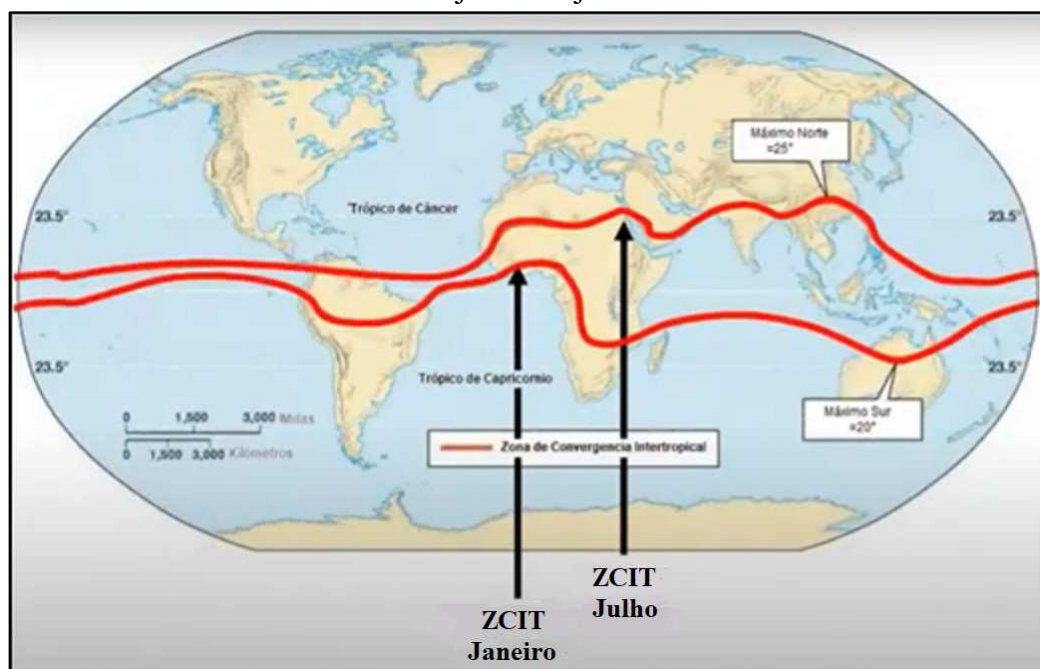 Máximo Norte
=25°
Trópico de Câncer
23.5°
23.5°
23.5°
23.5°
Trópico de Capricornio
Máximo Sur
=20°
0 1,500 3,000 Millas
0 1,500 3,000 Kilómetros
Zona de Convergencia Intertropical
ZCIT
Julho
ZCIT
Janeiro